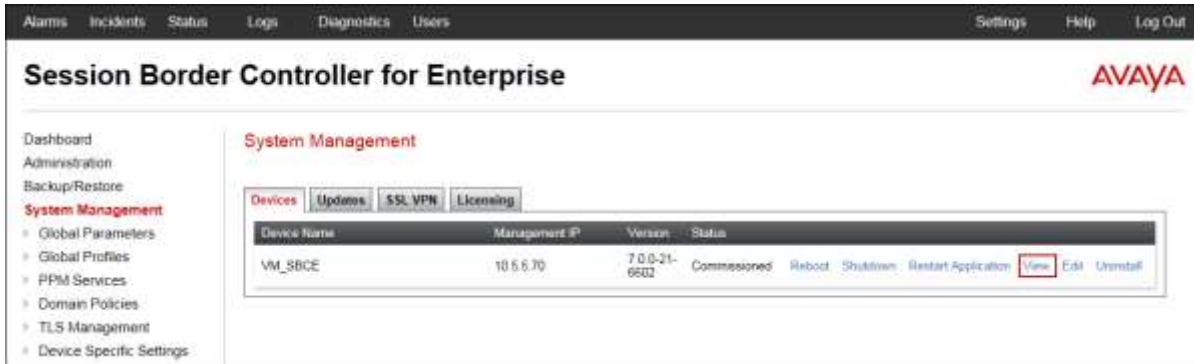 Alarms Incidents Status Logs Diagnostics Users Settings Help Log Out
Session Border Controller for Enterprise
AVAYA
Dashboard
Administration
Backup/Restore
System Management
Global Parameters
Global Profiles
PPM Services
Domain Policies
TLS Management
Device Specific Settings
System Management
Devices Updates SSL VPN Licensing
Device Name Management IP Version Status
VM_SBCE 10.5.5.70 7.0.0-21-6602 Commissioned Reboot Shutdown Restart Application View Edit Uninstall